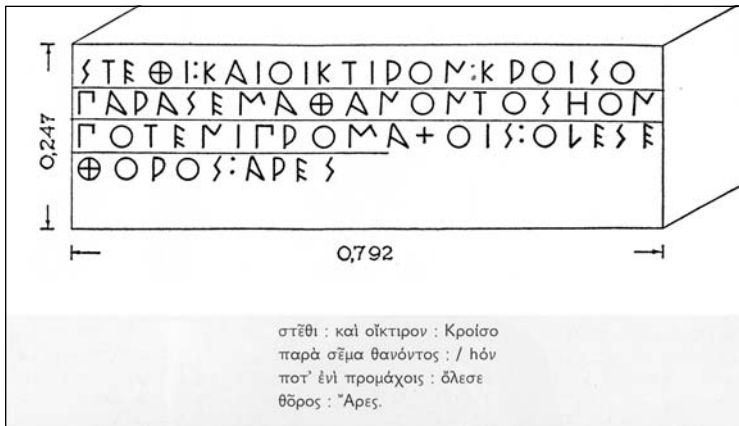 ΣΤΕΘΙ:ΚΑΙΟΙΚΤΙΡΟΝ:ΚΡΟΙΣΟ
ΠΑΡΑΣΕΜΑΘΑΝΟΝΤΟΣΗΟΝ
ΠΟΤΕΝΙΠΡΟΜΑΧΟΙΣ:ΟΛΕΣΕ
ΘΟΡΟΣ:ΑΡΕΣ
0,247
0,792
στε͂θι : καὶ οἴκτιρον : Κροίσο
παρὰ σε͂μα θανόντος : / hόν
ποτ’ ἐνὶ προμάχοις : ὄλεσε
θο͂ρος : Ἄρες.